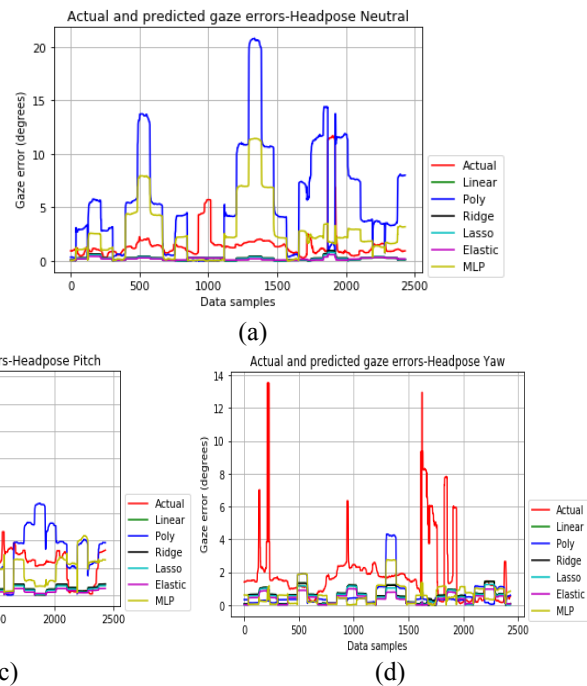 Actual and predicted gaze errors-Headpose Neutral
Gaze error (degrees)
20
15
10
5
0
0 500 1000 1500 2000 2500
Data samples
Actual
Linear
Poly
Ridge
Lasso
Elastic
MLP
(a)
rs-Headpose Pitch
2000 2500
Actual
Linear
Poly
Ridge
Lasso
Elastic
MLP
c)
Actual and predicted gaze errors-Headpose Yaw
Gaze error (degrees)
14
12
10
8
6
4
2
0
0 500 1000 1500 2000 2500
Data samples
Actual
Linear
Poly
Ridge
Lasso
Elastic
MLP
(d)